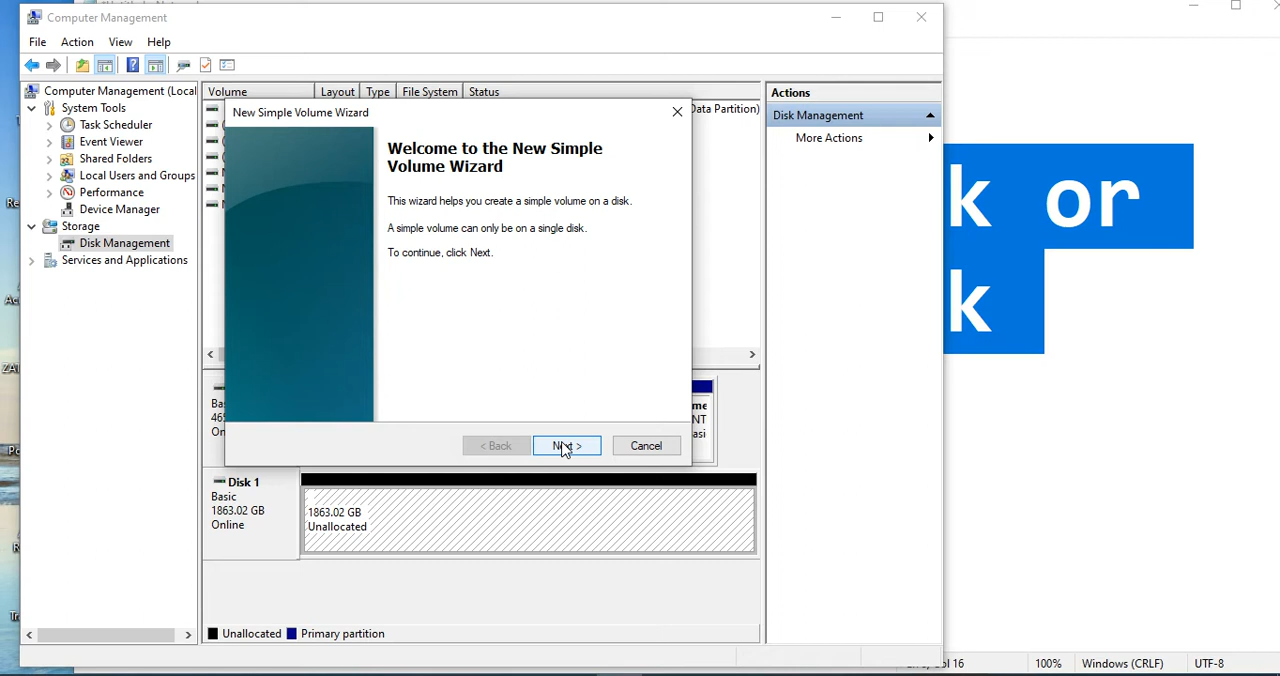 Computer Management
File Action View Help
Computer Management (Local
System Tools
Task Scheduler
Event Viewer
Shared Folders
Local Users and Groups
Performance
Device Manager
Storage
Disk Management
Services and Applications
Volume Layout Type File System Status
Data Partition)
New Simple Volume Wizard
Welcome to the New Simple
Volume Wizard
This wizard helps you create a simple volume on a disk.
A simple volume can only be on a single disk.
To continue, click Next.
< Back Next > Cancel
Disk 1
Basic
1863.02 GB
Online
1863.02 GB
Unallocated
Unallocated Primary partition
Actions
Disk Management
More Actions
k or
k
Col 16 100% Windows (CRLF) UTF-8